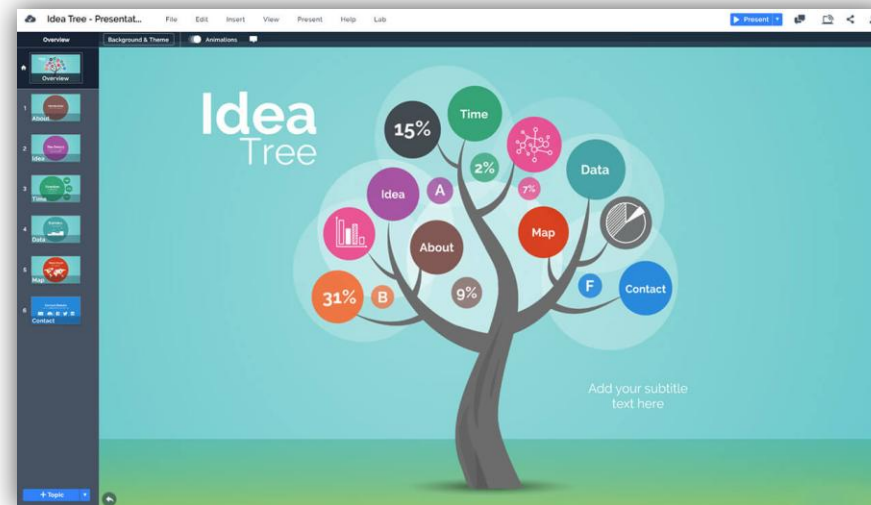 Idea Tree - Presentat...
File Edit Insert View Present Help Lab
Present
Overview
Background & Theme
Animations
Overview
1
About
2
Idea
3
Time
4
Data
5
Map
6
Contact
+ Topic
Idea
Tree
15%
Time
2%
7%
Data
Idea
A
About
Map
31%
B
9%
F
Contact
Add your subtitle
text here